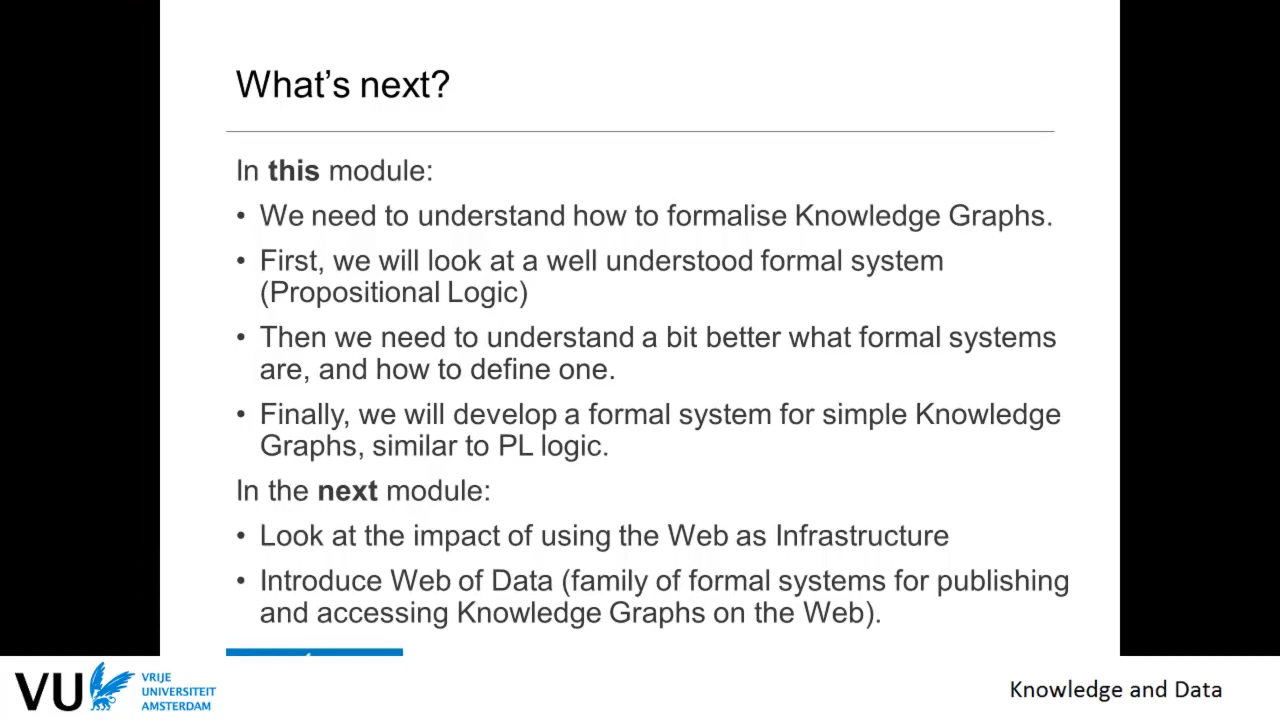 What's next?
In this module:
• We need to understand how to formalise Knowledge Graphs.
• First, we will look at a well understood formal system
(Propositional Logic)
• Then we need to understand a bit better what formal systems
are, and how to define one.
• Finally, we will develop a formal system for simple Knowledge
Graphs, similar to PL logic.
In the next module:
• Look at the impact of using the Web as Infrastructure
• Introduce Web of Data (family of formal systems for publishing
and accessing Knowledge Graphs on the Web).
VU
VRIJE
UNIVERSITEIT
AMSTERDAM
Knowledge and Data